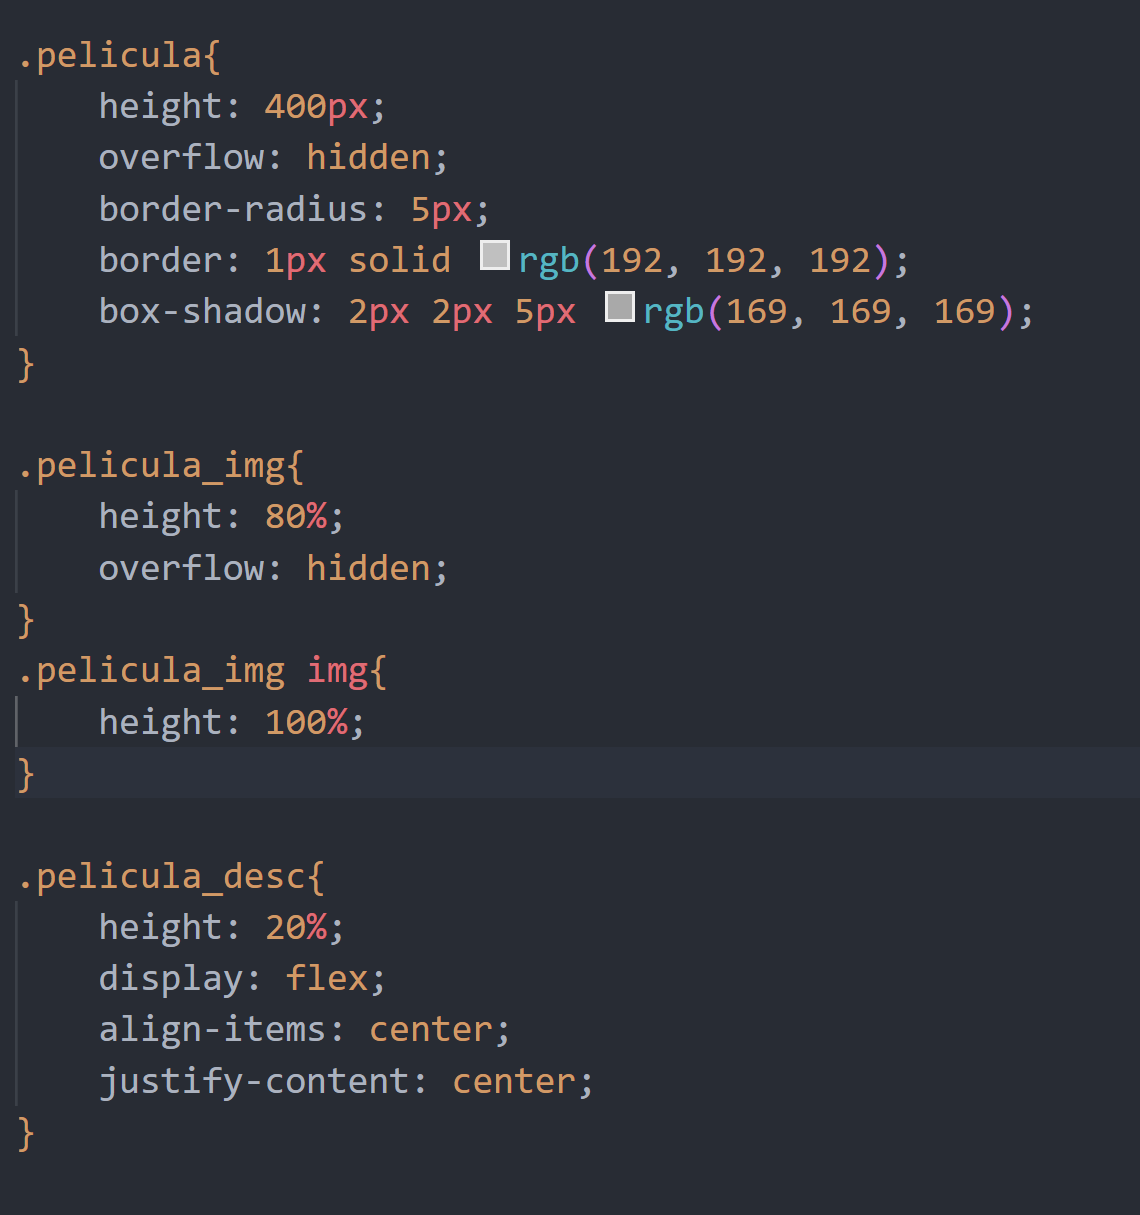 .pelicula{
    height: 400px;
    overflow: hidden;
    border-radius: 5px;
    border: 1px solid rgb(192, 192, 192);
    box-shadow: 2px 2px 5px rgb(169, 169, 169);
}
.pelicula_img{
    height: 80%;
    overflow: hidden;
}
.pelicula_img img{
    height: 100%;
}
.pelicula_desc{
    height: 20%;
    display: flex;
    align-items: center;
    justify-content: center;
}